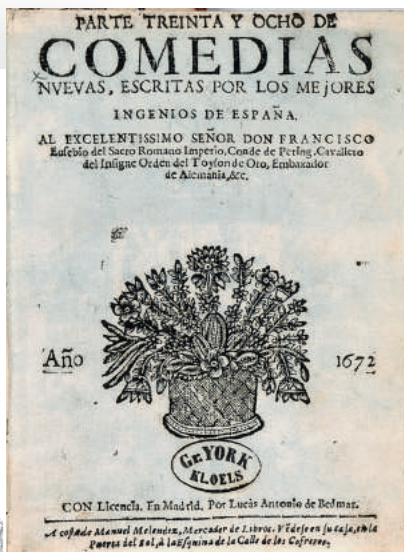 PARTE TREINTA Y OCHO DE
COMEDIAS
NVEVAS, ESCRITAS POR LOS MEJORES
INGENIOS DE ESPAÑA.
AL EXCELENTISSIMO SEÑOR DON FRANCISCO
Eusebio del Sacro Romano Imperio, Conde de Peting, Cavallero
del Insigne Orden del Toyson de Oro, Embaxador
de Alemania, &c.
Año 1672
Gr. YORK
KLOELS
CON Licencia. En Madrid. Por Lucas Antonio de Bedmar.
A costa de Manuel Melendez, Mercader de Libros. Vendese en su casa, en la
Puerta del Sol, à la Esquina de la Calle de los Cofreros.